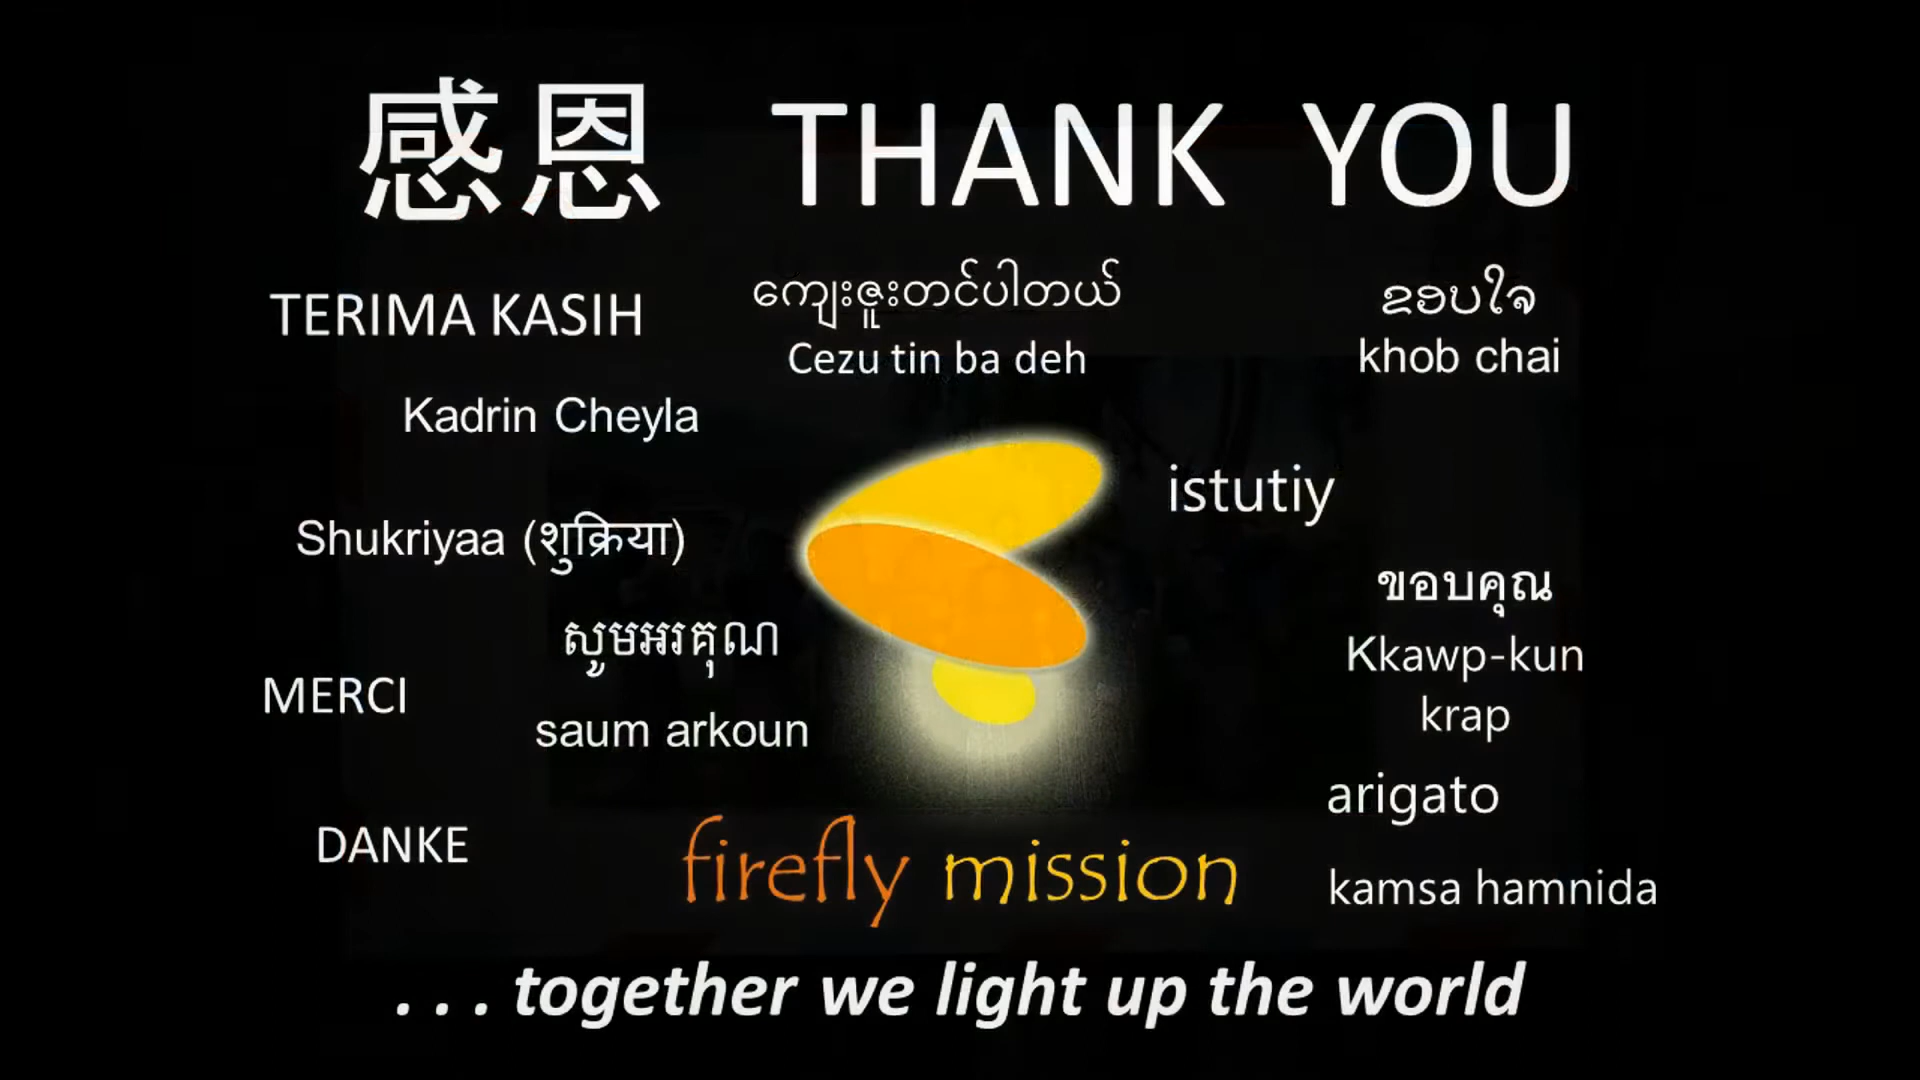 感恩 THANK YOU
TERIMA KASIH
ကျေးဇူးတင်ပါတယ်
Cezu tin ba deh
ຂອບໃຈ
khob chai
Kadrin Cheyla
istutiy
Shukriyaa (शुक्रिया)
ขอบคุณ
Kkawp-kun
krap
សូមអរគុណ
saum arkoun
MERCI
arigato
DANKE
kamsa hamnida
firefly mission
. . . together we light up the world